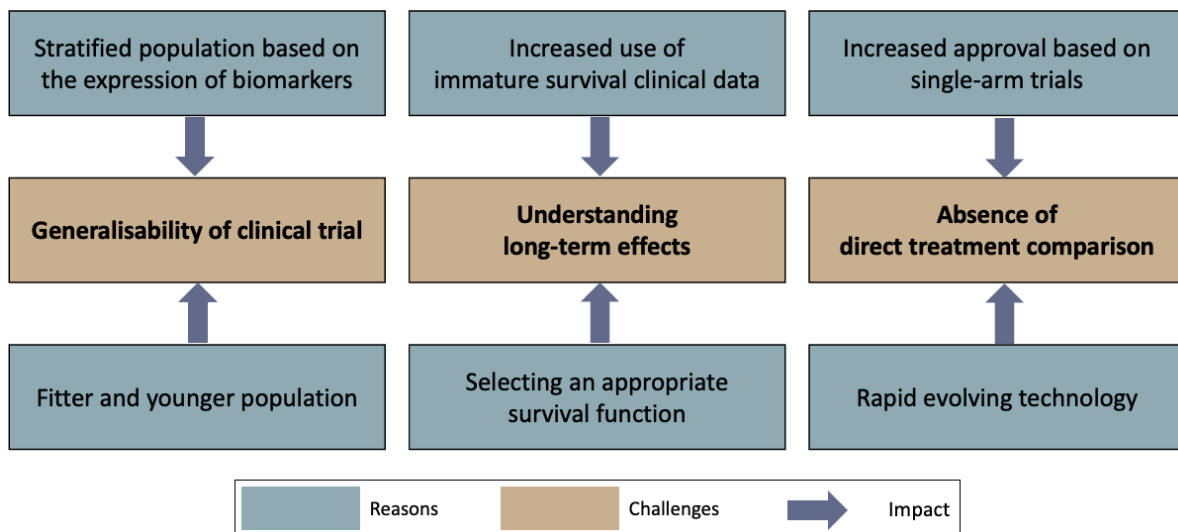 Stratified population based on
the expression of biomarkers
Increased use of
immature survival clinical data
Increased approval based on
single-arm trials
Generalisability of clinical trial
Understanding
long-term effects
Absence of
direct treatment comparison
Fitter and younger population
Selecting an appropriate
survival function
Rapid evolving technology
Reasons
Challenges
Impact